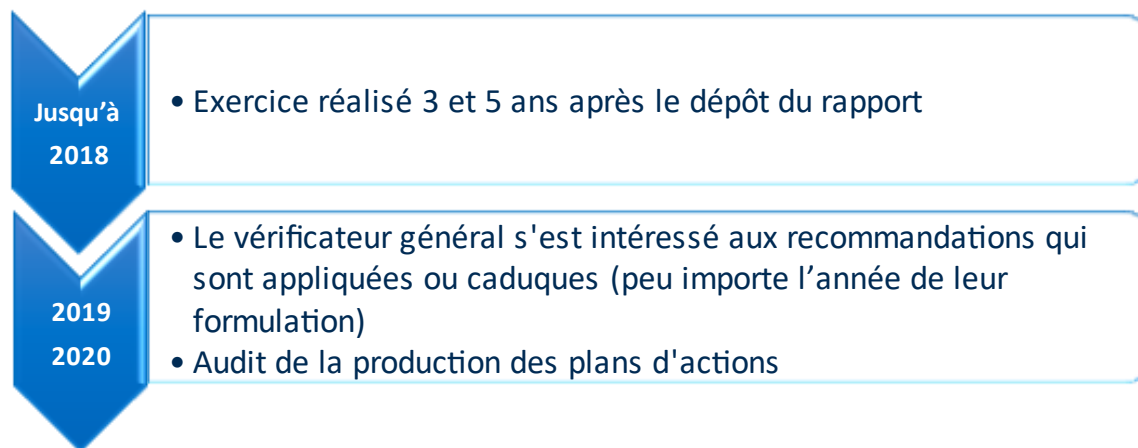 Jusqu'à
2018
• Exercice réalisé 3 et 5 ans après le dépôt du rapport
2019
2020
• Le vérificateur général s'est intéressé aux recommandations qui
sont appliquées ou caduques (peu importe l’année de leur
formulation)
• Audit de la production des plans d'actions